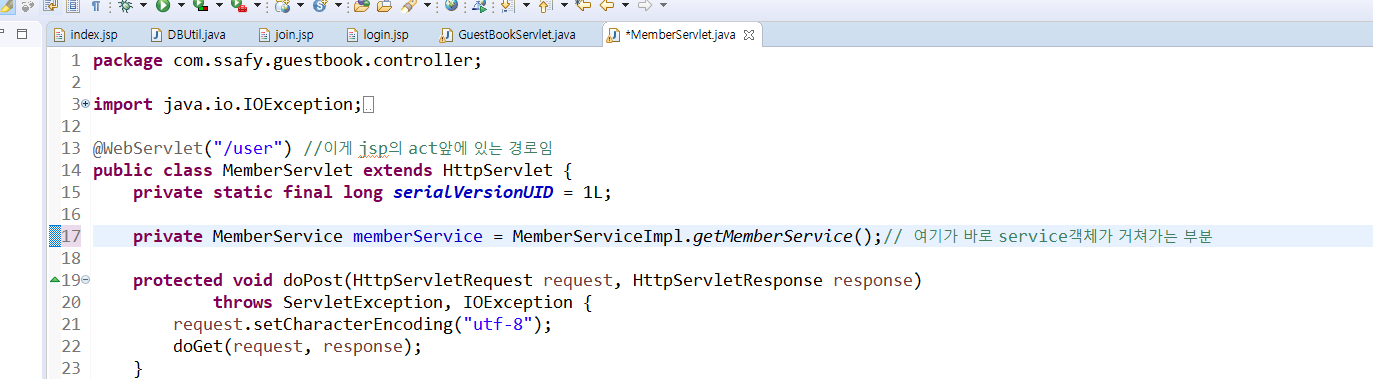 index.jsp DBUtil.java join.jsp login.jsp GuestBookServlet.java *MemberServlet.java
1 package com.ssafy.guestbook.controller;
2
3 import java.io.IOException;
12
13 @WebServlet("/user") //이게 jsp의 act앞에 있는 경로임
14 public class MemberServlet extends HttpServlet {
15 private static final long serialVersionUID = 1L;
16
17 private MemberService memberService = MemberServiceImpl.getMemberService();// 여기가 바로 service객체가 거쳐가는 부분
18
19 protected void doPost(HttpServletRequest request, HttpServletResponse response)
20 throws ServletException, IOException {
21 request.setCharacterEncoding("utf-8");
22 doGet(request, response);
23 }